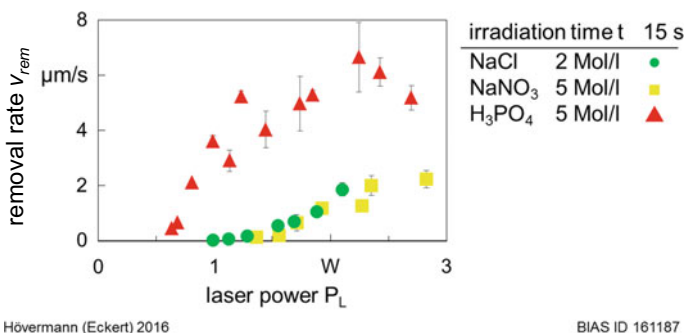 8
μm/s
4
2
0
removal rate v_rem
0 1 W 3
laser power P_L
irradiation time t 15 s
NaCl 2 Mol/l
NaNO₃ 5 Mol/l
H₃PO₄ 5 Mol/l
Hövermann (Eckert) 2016
BIAS ID 161187